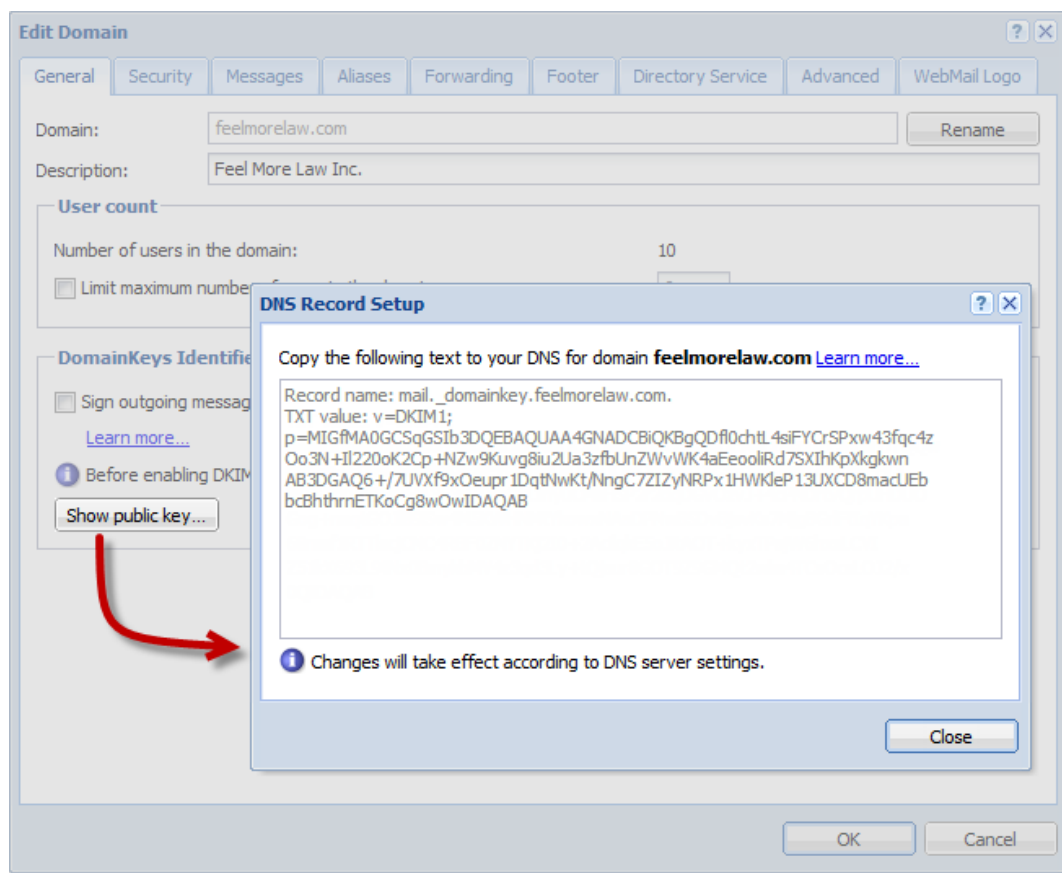 Edit Domain
General Security Messages Aliases Forwarding Footer Directory Service Advanced WebMail Logo
Domain: feelmorelaw.com Rename
Description: Feel More Law Inc.
User count
Number of users in the domain: 10
Limit maximum
DNS Record Setup
Copy the following text to your DNS for domain feelmorelaw.com Learn more...
Record name: mail._domainkey.feelmorelaw.com.
TXT value: v=DKIM1;
p=MIGfMA0GCSqGSIb3DQEBAQUAA4GNADCBiQKBgQDfl0chtL4siFYCrSPxw43fqc4z
Oo3N+Il220oK2Cp+NZw9Kuvg8iu2Ua3zfbUnZWvWK4aEeooliRd7SXIhKpXkgkwn
AB3DGAQ6+/7UVXf9xOeupr1DqtNwKt/NngC7ZIZyNRPx1HWKleP13UXCD8macUEb
bcBhthrnETKoCg8wOwIDAQAB
Changes will take effect according to DNS server settings.
Close
DomainKeys Identifie
Sign outgoing messag
Learn more...
Before enabling DKIM
Show public key...
OK Cancel